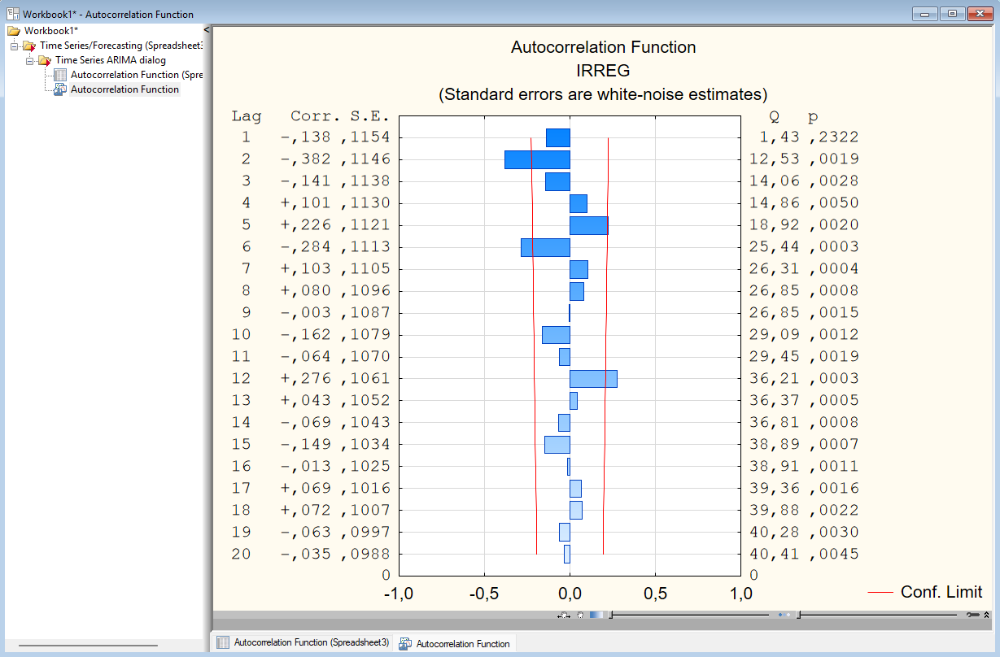 Workbook1* - Autocorrelation Function
Workbook1*
Time Series/Forecasting (Spreadsheet3
Time Series ARIMA dialog
Autocorrelation Function (Spre
Autocorrelation Function
Autocorrelation Function
IRREG
(Standard errors are white-noise estimates)
Lag Corr. S.E. Q p
1 -,138 ,1154 1,43 ,2322
2 -,382 ,1146 12,53 ,0019
3 -,141 ,1138 14,06 ,0028
4 +,101 ,1130 14,86 ,0050
5 +,226 ,1121 18,92 ,0020
6 -,284 ,1113 25,44 ,0003
7 +,103 ,1105 26,31 ,0004
8 +,080 ,1096 26,85 ,0008
9 -,003 ,1087 26,85 ,0015
10 -,162 ,1079 29,09 ,0012
11 -,064 ,1070 29,45 ,0019
12 +,276 ,1061 36,21 ,0003
13 +,043 ,1052 36,37 ,0005
14 -,069 ,1043 36,81 ,0008
15 -,149 ,1034 38,89 ,0007
16 -,013 ,1025 38,91 ,0011
17 +,069 ,1016 39,36 ,0016
18 +,072 ,1007 39,88 ,0022
19 -,063 ,0997 40,28 ,0030
20 -,035 ,0988 40,41 ,0045
0 0
-1,0 -0,5 0,0 0,5 1,0
Conf. Limit
Autocorrelation Function (Spreadsheet3)
Autocorrelation Function